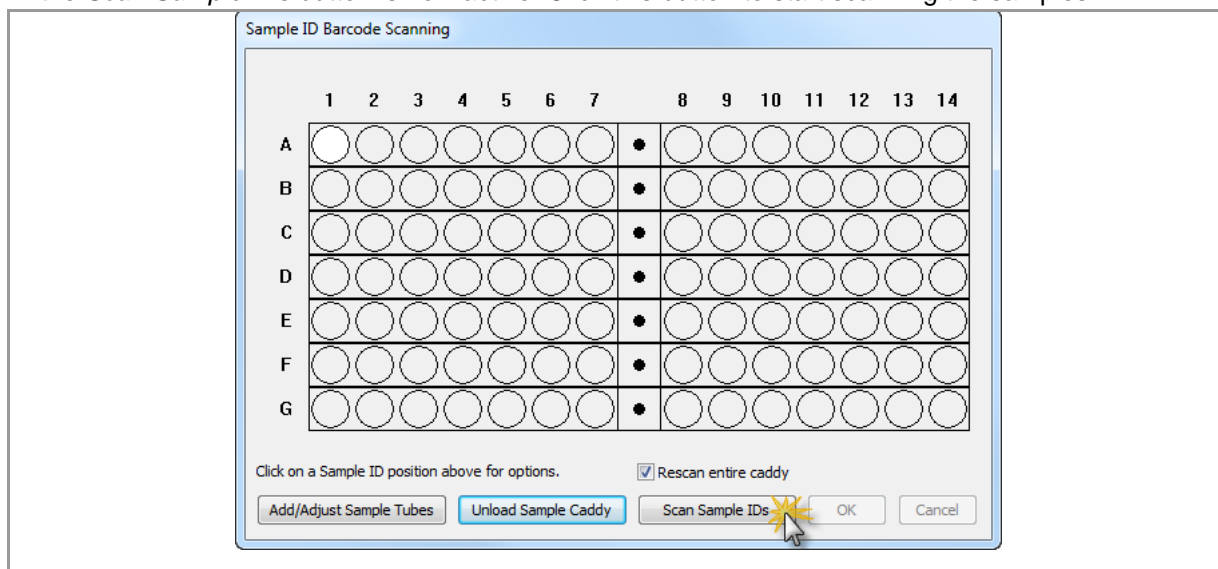 Sample ID Barcode Scanning
1 2 3 4 5 6 7 8 9 10 11 12 13 14
A
B
C
D
E
F
G
Click on a Sample ID position above for options. Rescan entire caddy
Add/Adjust Sample Tubes Unload Sample Caddy Scan Sample IDs OK Cancel